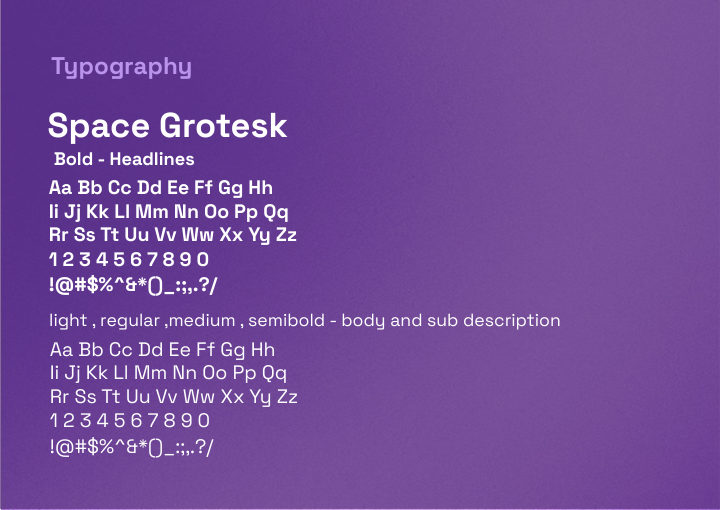 Typography
Space Grotesk
Bold - Headlines
Aa Bb Cc Dd Ee Ff Gg Hh
Ii Jj Kk Ll Mm Nn Oo Pp Qq
Rr Ss Tt Uu Vv Ww Xx Yy Zz
1 2 3 4 5 6 7 8 9 0
!@#$%^&*()_:;,.?/
light , regular ,medium , semibold - body and sub description
Aa Bb Cc Dd Ee Ff Gg Hh
Ii Jj Kk Ll Mm Nn Oo Pp Qq
Rr Ss Tt Uu Vv Ww Xx Yy Zz
1 2 3 4 5 6 7 8 9 0
!@#$%^&*()_:;,.?/